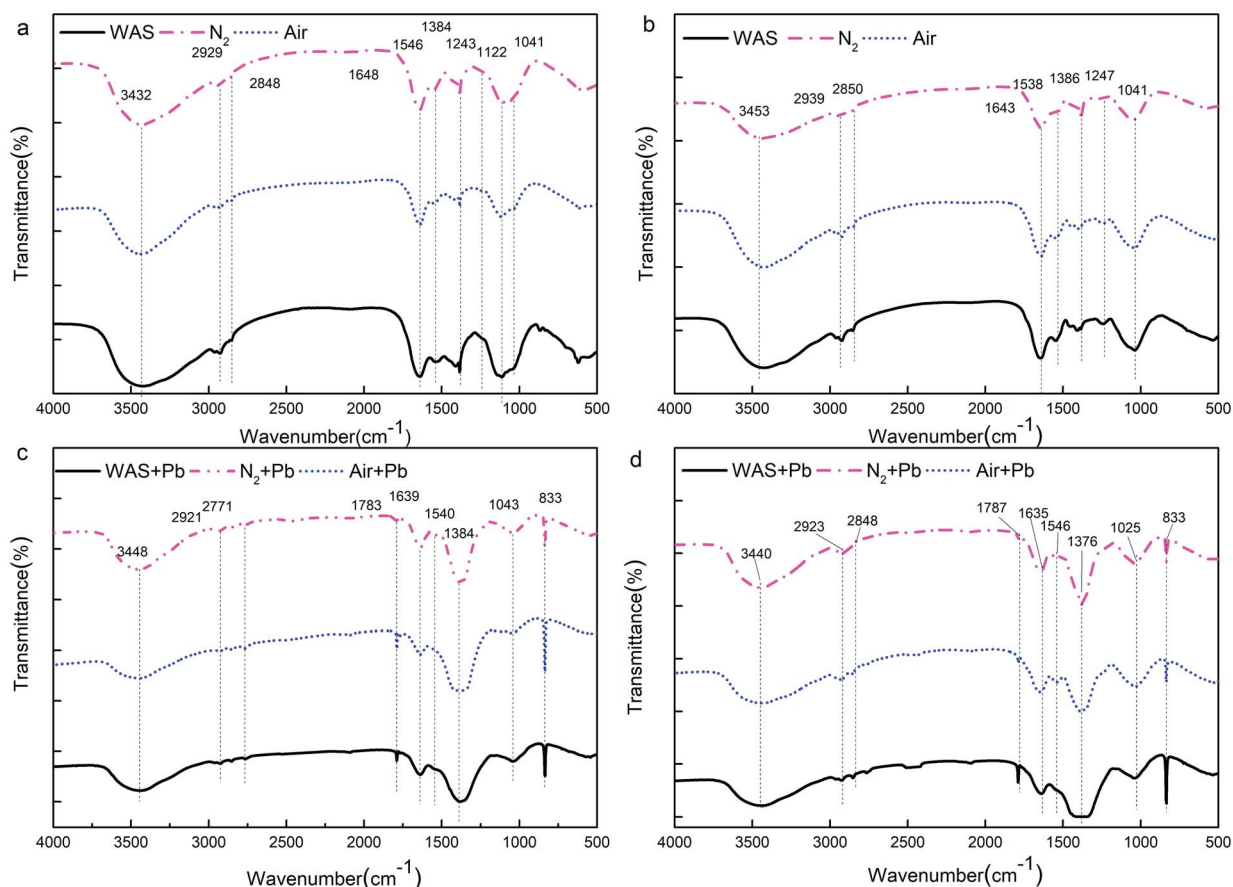 a
WAS N₂ Air
1384
2929 1546 1243 1041
1122
2848 1648
3432
Transmittance(%)
4000 3500 3000 2500 2000 1500 1000 500
Wavenumber(cm⁻¹)
b
WAS N₂ Air
1538 1386 1247
2939 2850
3453 1643 1041
Transmittance(%)
4000 3500 3000 2500 2000 1500 1000 500
Wavenumber(cm⁻¹)
c
WAS+Pb N₂+Pb Air+Pb
2771 1783 1639 1043 833
2921 1540
3448 1384
Transmittance(%)
4000 3500 3000 2500 2000 1500 1000 500
Wavenumber(cm⁻¹)
d
WAS+Pb N₂+Pb Air+Pb
1787 1635
2923 2848 1546 1025 833
3440 1376
Transmittance(%)
4000 3500 3000 2500 2000 1500 1000 500
Wavenumber(cm⁻¹)